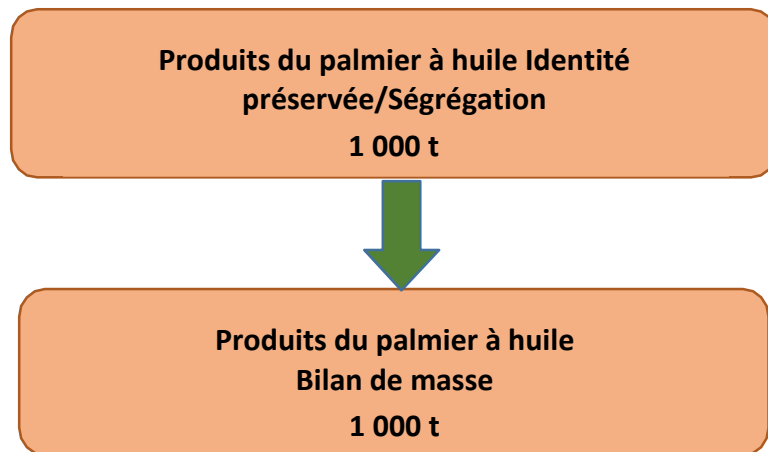 Produits du palmier à huile Identité
préservée/Ségrégation
1 000 t
Produits du palmier à huile
Bilan de masse
1 000 t